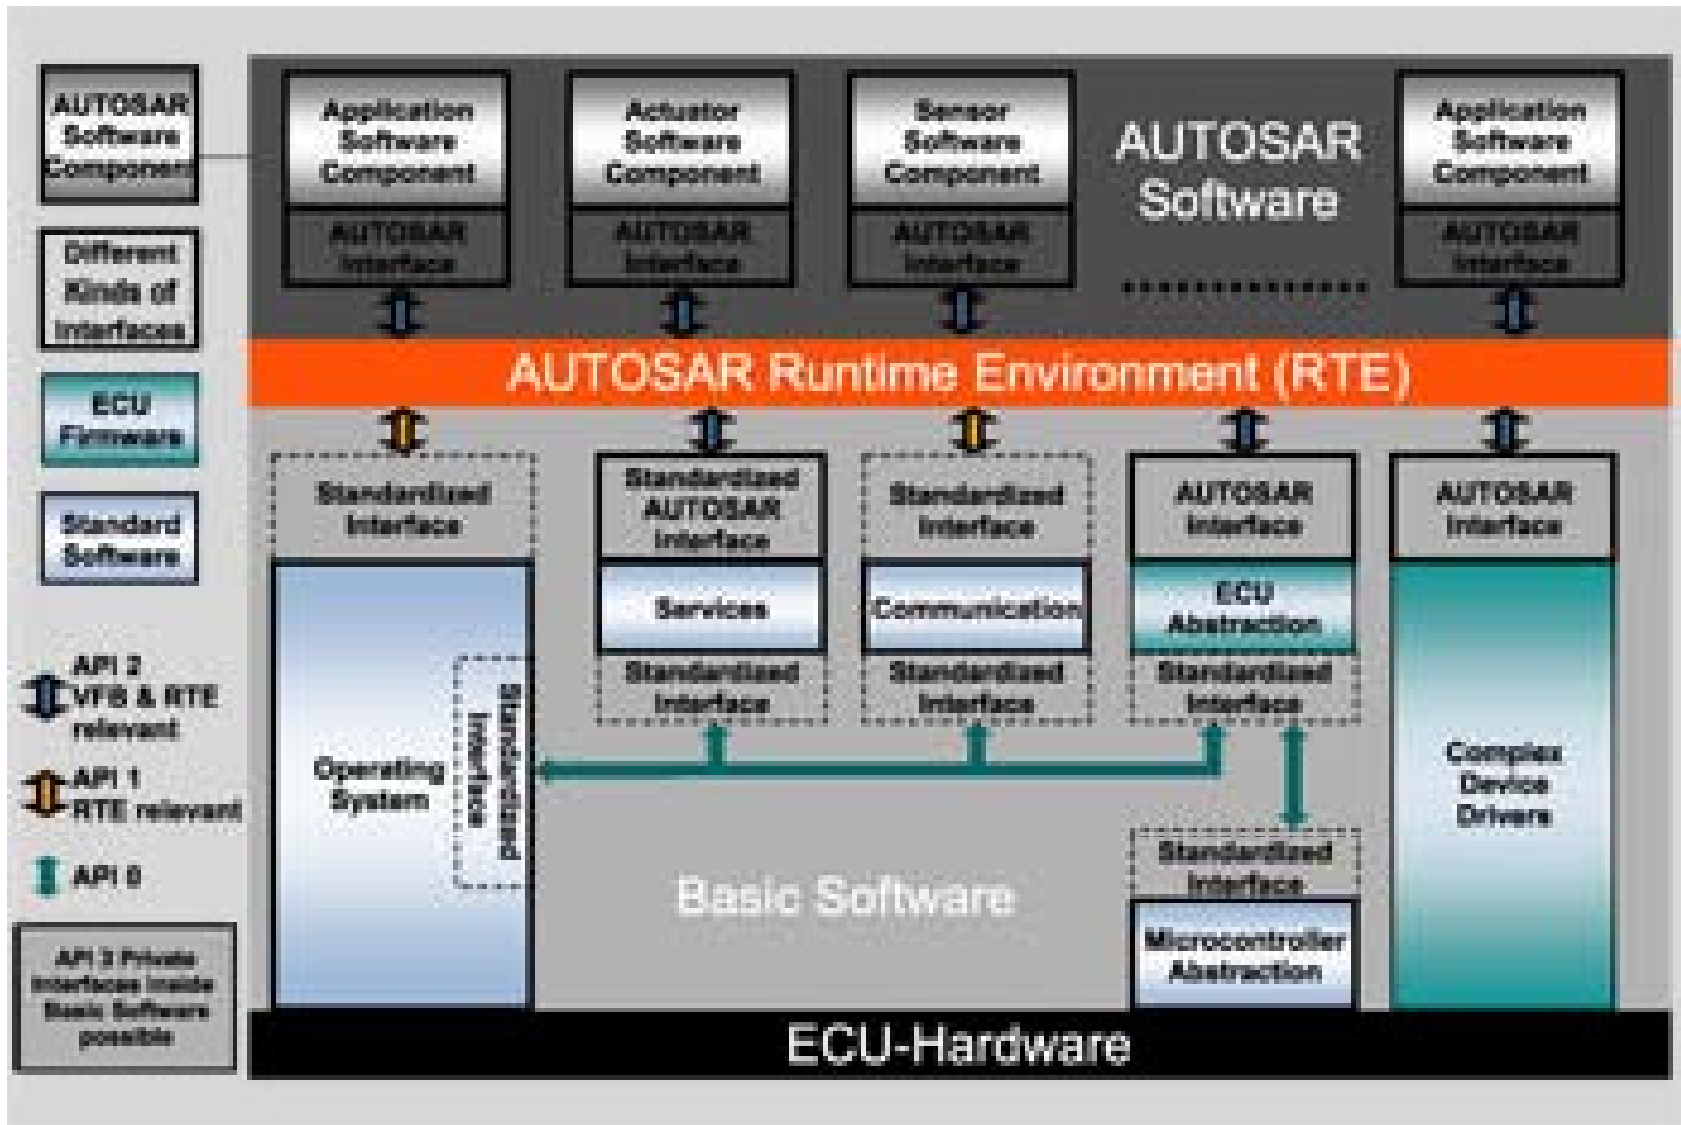 AUTOSAR
Software
Component
Different
Kinds of
Interfaces
ECU
Firmware
Standard
Software
API 2
VFB & RTE
relevant
API 1
RTE relevant
API 0
API 3 Private
Interfaces inside
Basic Software
possible
Application
Software
Component
AUTOSAR
Interface
Actuator
Software
Component
AUTOSAR
Interface
Sensor
Software
Component
AUTOSAR
Interface
AUTOSAR
Software
..............
Application
Software
Component
AUTOSAR
Interface
AUTOSAR Runtime Environment (RTE)
Standardized
Interface
Operating
System
Standardized
Interface
Standardized
AUTOSAR
Interface
Services
Standardized
Interface
Standardized
Interface
Communication
Standardized
Interface
AUTOSAR
Interface
ECU
Abstraction
Standardized
Interface
Standardized
Interface
Microcontroller
Abstraction
AUTOSAR
Interface
Complex
Device
Drivers
Basic Software
ECU-Hardware